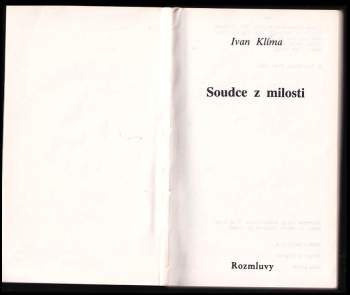 Ivan Klíma
Soudce z milosti
Rozmluvy